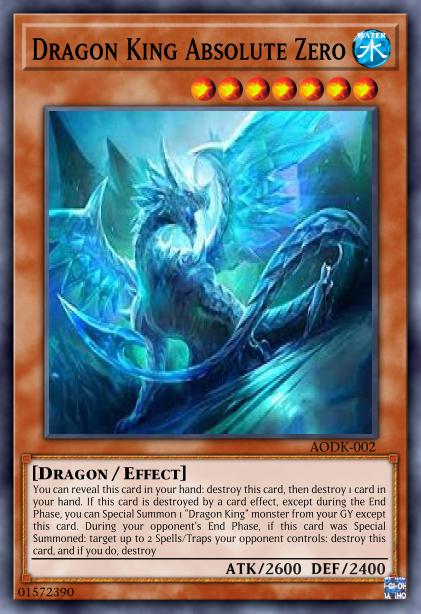 Dragon King Absolute Zero
WATER
水
AODK-002
[Dragon / Effect]
You can reveal this card in your hand: destroy this card, then destroy 1 card in
your hand. If this card is destroyed by a card effect, except during the End
Phase, you can Special Summon 1 "Dragon King" monster from your GY except
this card. During your opponent's End Phase, if this card was Special
Summoned: target up to 2 Spells/Traps your opponent controls: destroy this
card, and if you do, destroy
ATK/2600 DEF/2400
01572390